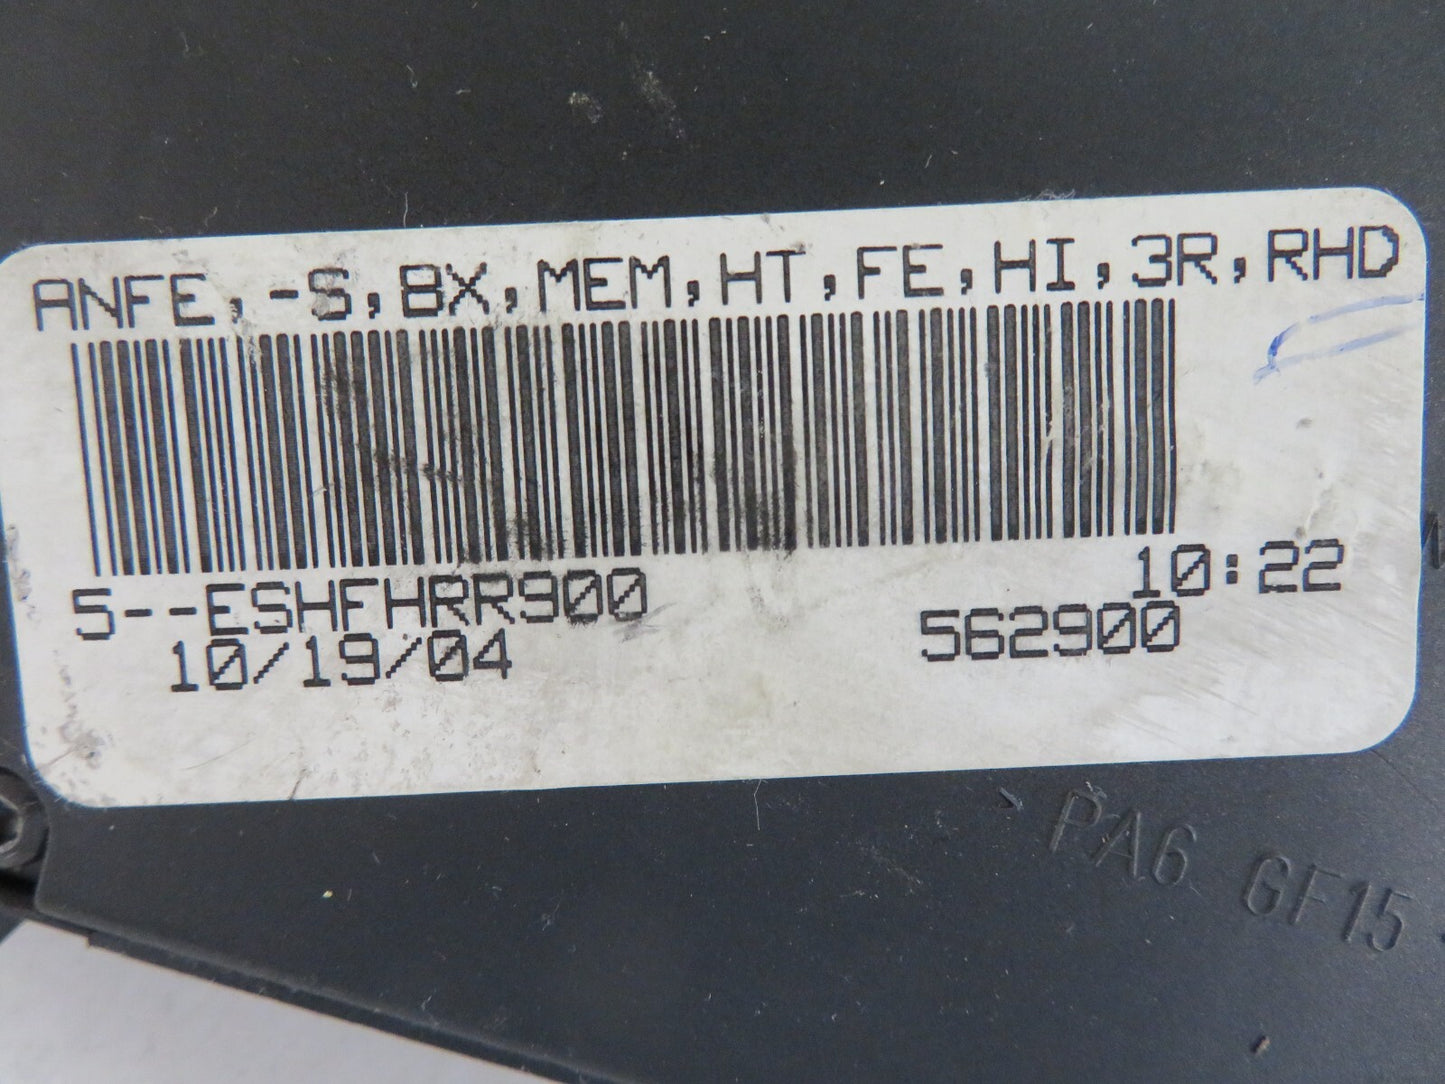 ANFE,-S,8X,MEM,HT,FE,HI,3R,RHD
5--ESHFHRR900
10:22
10/19/04
562900
PA6 GF15